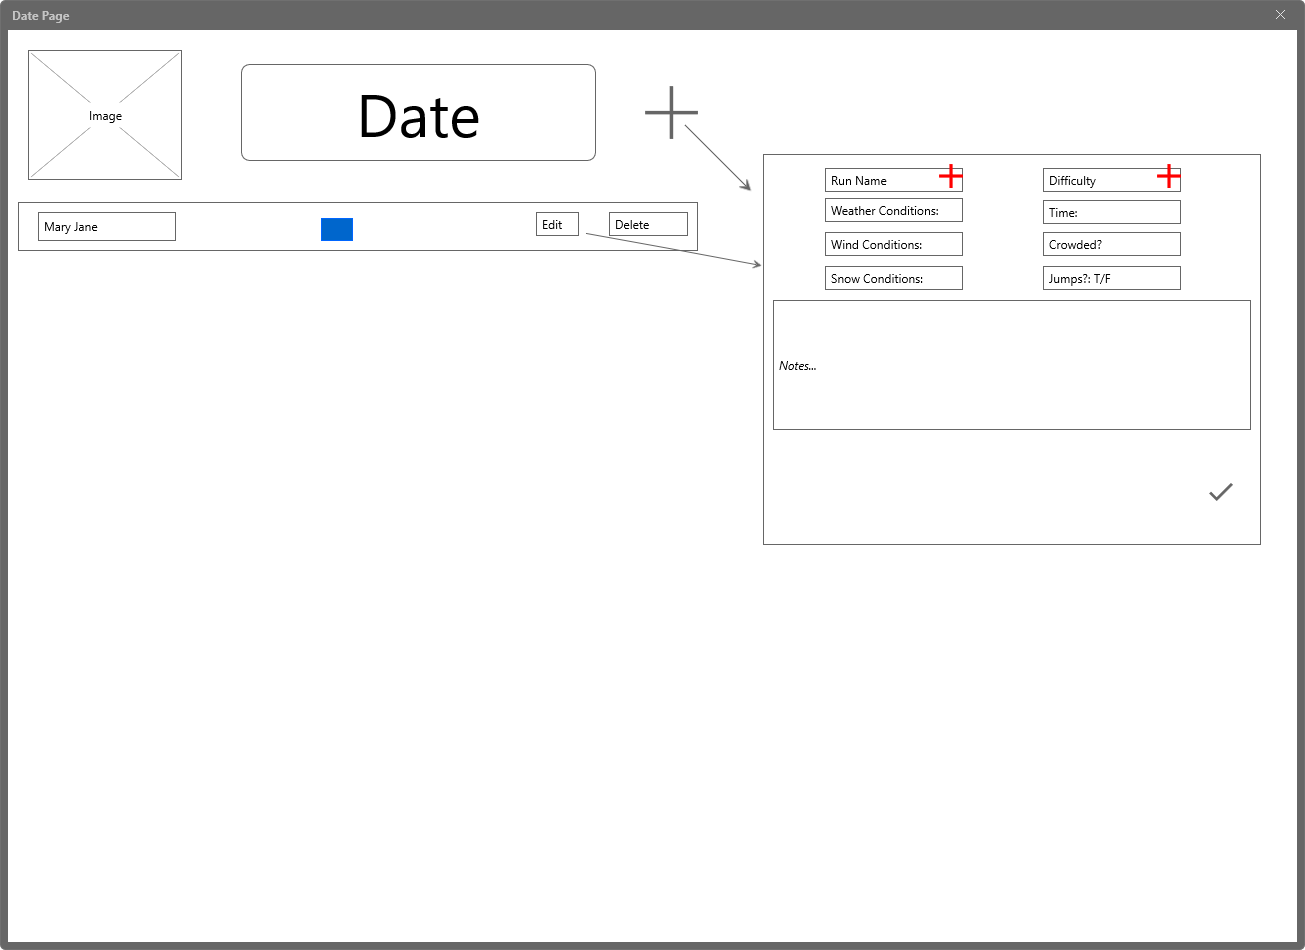 Date Page
Image
Date
Mary Jane
Edit
Delete
Run Name
Difficulty
Weather Conditions:
Time:
Wind Conditions:
Crowded?
Snow Conditions:
Jumps?: T/F
Notes...